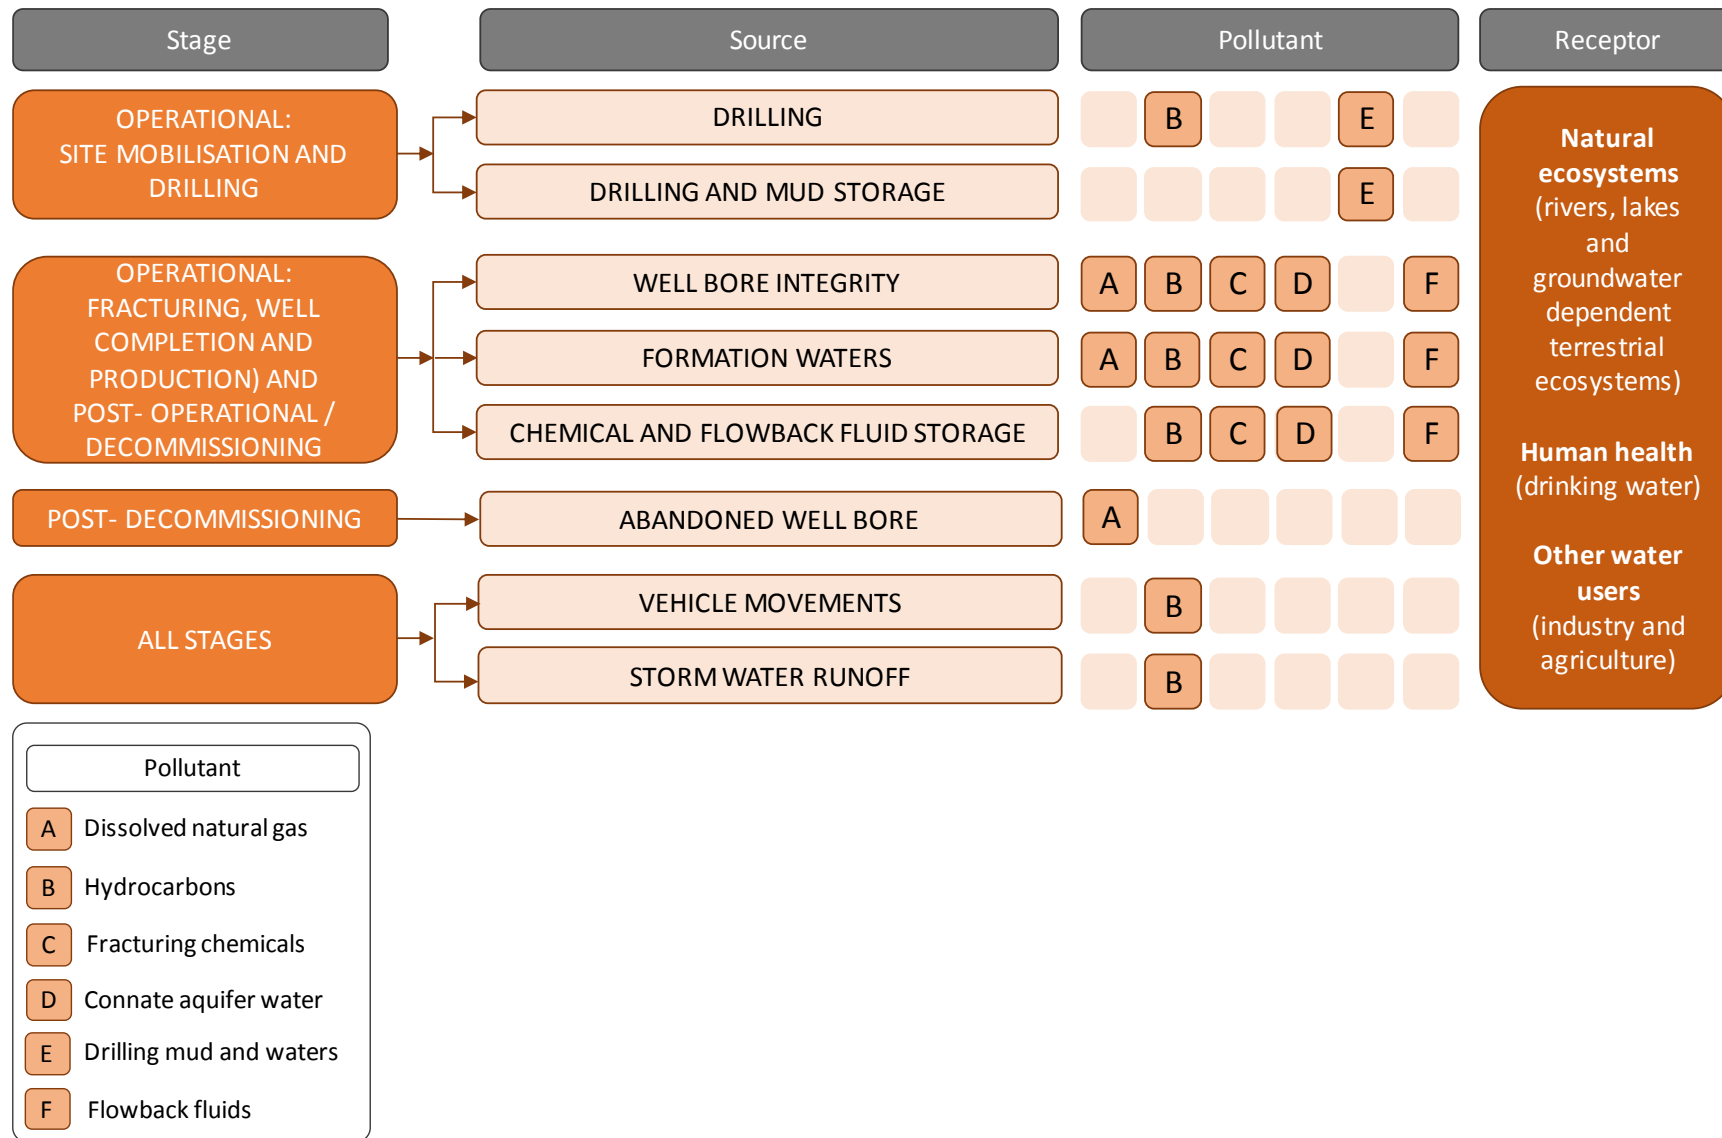 Stage
Source
Pollutant
Receptor
OPERATIONAL:
SITE MOBILISATION AND
DRILLING
DRILLING
B
E
DRILLING AND MUD STORAGE
E
OPERATIONAL:
FRACTURING, WELL
COMPLETION AND
PRODUCTION) AND
POST- OPERATIONAL /
DECOMMISSIONING
WELL BORE INTEGRITY
A
B
C
D
F
FORMATION WATERS
A
B
C
D
F
CHEMICAL AND FLOWBACK FLUID STORAGE
B
C
D
F
POST- DECOMMISSIONING
ABANDONED WELL BORE
A
ALL STAGES
VEHICLE MOVEMENTS
B
STORM WATER RUNOFF
B
Natural
ecosystems
(rivers, lakes
and
groundwater
dependent
terrestrial
ecosystems)
Human health
(drinking water)
Other water
users
(industry and
agriculture)
Pollutant
A Dissolved natural gas
B Hydrocarbons
C Fracturing chemicals
D Connate aquifer water
E Drilling mud and waters
F Flowback fluids